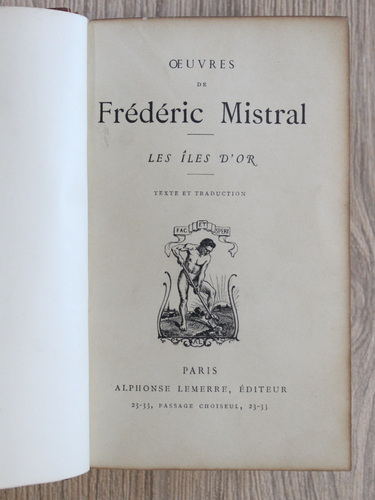 ŒUVRES
DE
Frédéric Mistral
LES ÎLES D'OR
TEXTE ET TRADUCTION
FAC ET SPERA
PARIS
ALPHONSE LEMERRE, ÉDITEUR
23-33, PASSAGE CHOISEUL, 23-33